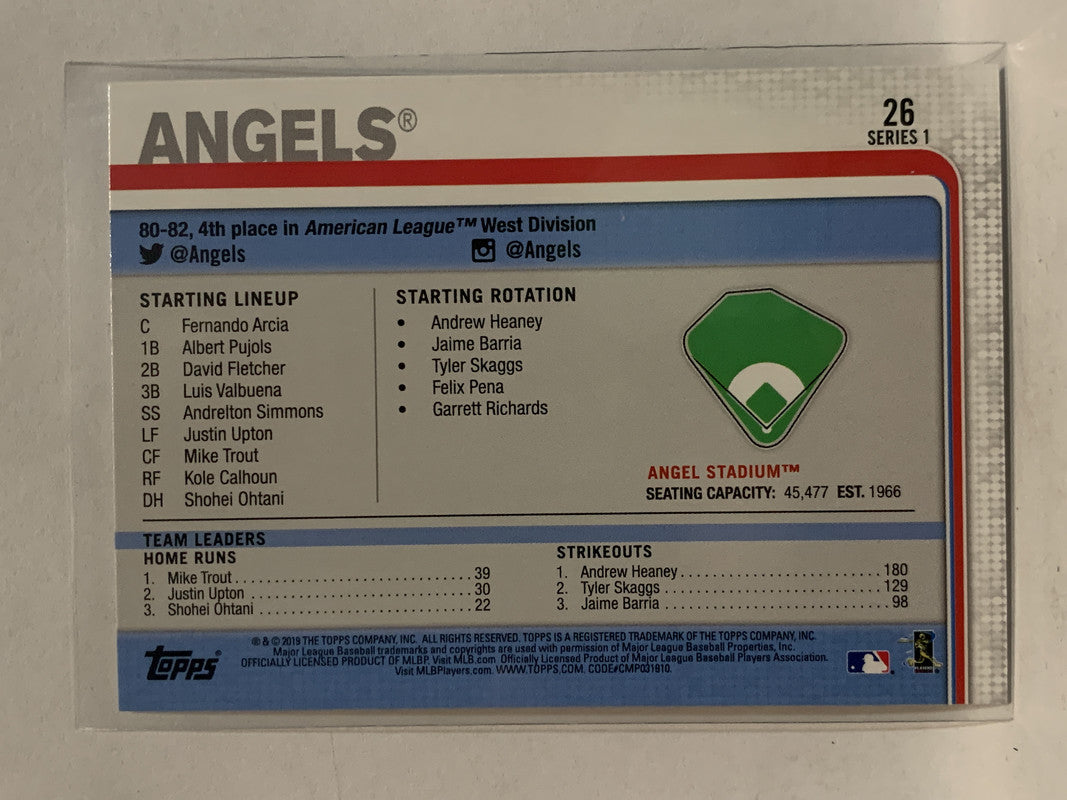 ANGELS®
26
SERIES 1
80-82, 4th place in American League™ West Division
@Angels
@Angels
STARTING LINEUP
C Fernando Arcia
1B Albert Pujols
2B David Fletcher
3B Luis Valbuena
SS Andrelton Simmons
LF Justin Upton
CF Mike Trout
RF Kole Calhoun
DH Shohei Ohtani
STARTING ROTATION
• Andrew Heaney
• Jaime Barria
• Tyler Skaggs
• Felix Pena
• Garrett Richards
ANGEL STADIUM™
SEATING CAPACITY: 45,477 EST. 1966
TEAM LEADERS
HOME RUNS
1. Mike Trout 39
2. Justin Upton 30
3. Shohei Ohtani 22
STRIKEOUTS
1. Andrew Heaney 180
2. Tyler Skaggs 129
3. Jaime Barria 98
TOPPS®
® & © 2019 THE TOPPS COMPANY, INC. ALL RIGHTS RESERVED. TOPPS IS A REGISTERED TRADEMARK OF THE TOPPS COMPANY, INC.
Major League Baseball trademarks and copyrights are used with permission of Major League Baseball Properties, Inc.
OFFICIALLY LICENSED PRODUCT OF MLBP. Visit MLB.com Officially Licensed Product of Major League Baseball Players Association.
Visit MLBPlayers.com. WWW.TOPPS.COM. CODE#CMP031910.